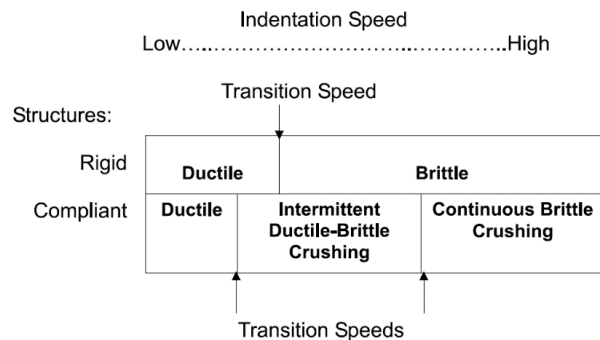 Indentation Speed
Low…..………………………..…………..High
Transition Speed
Structures:
Rigid
Ductile
Brittle
Compliant
Ductile
Intermittent
Ductile-Brittle
Crushing
Continuous Brittle
Crushing
Transition Speeds